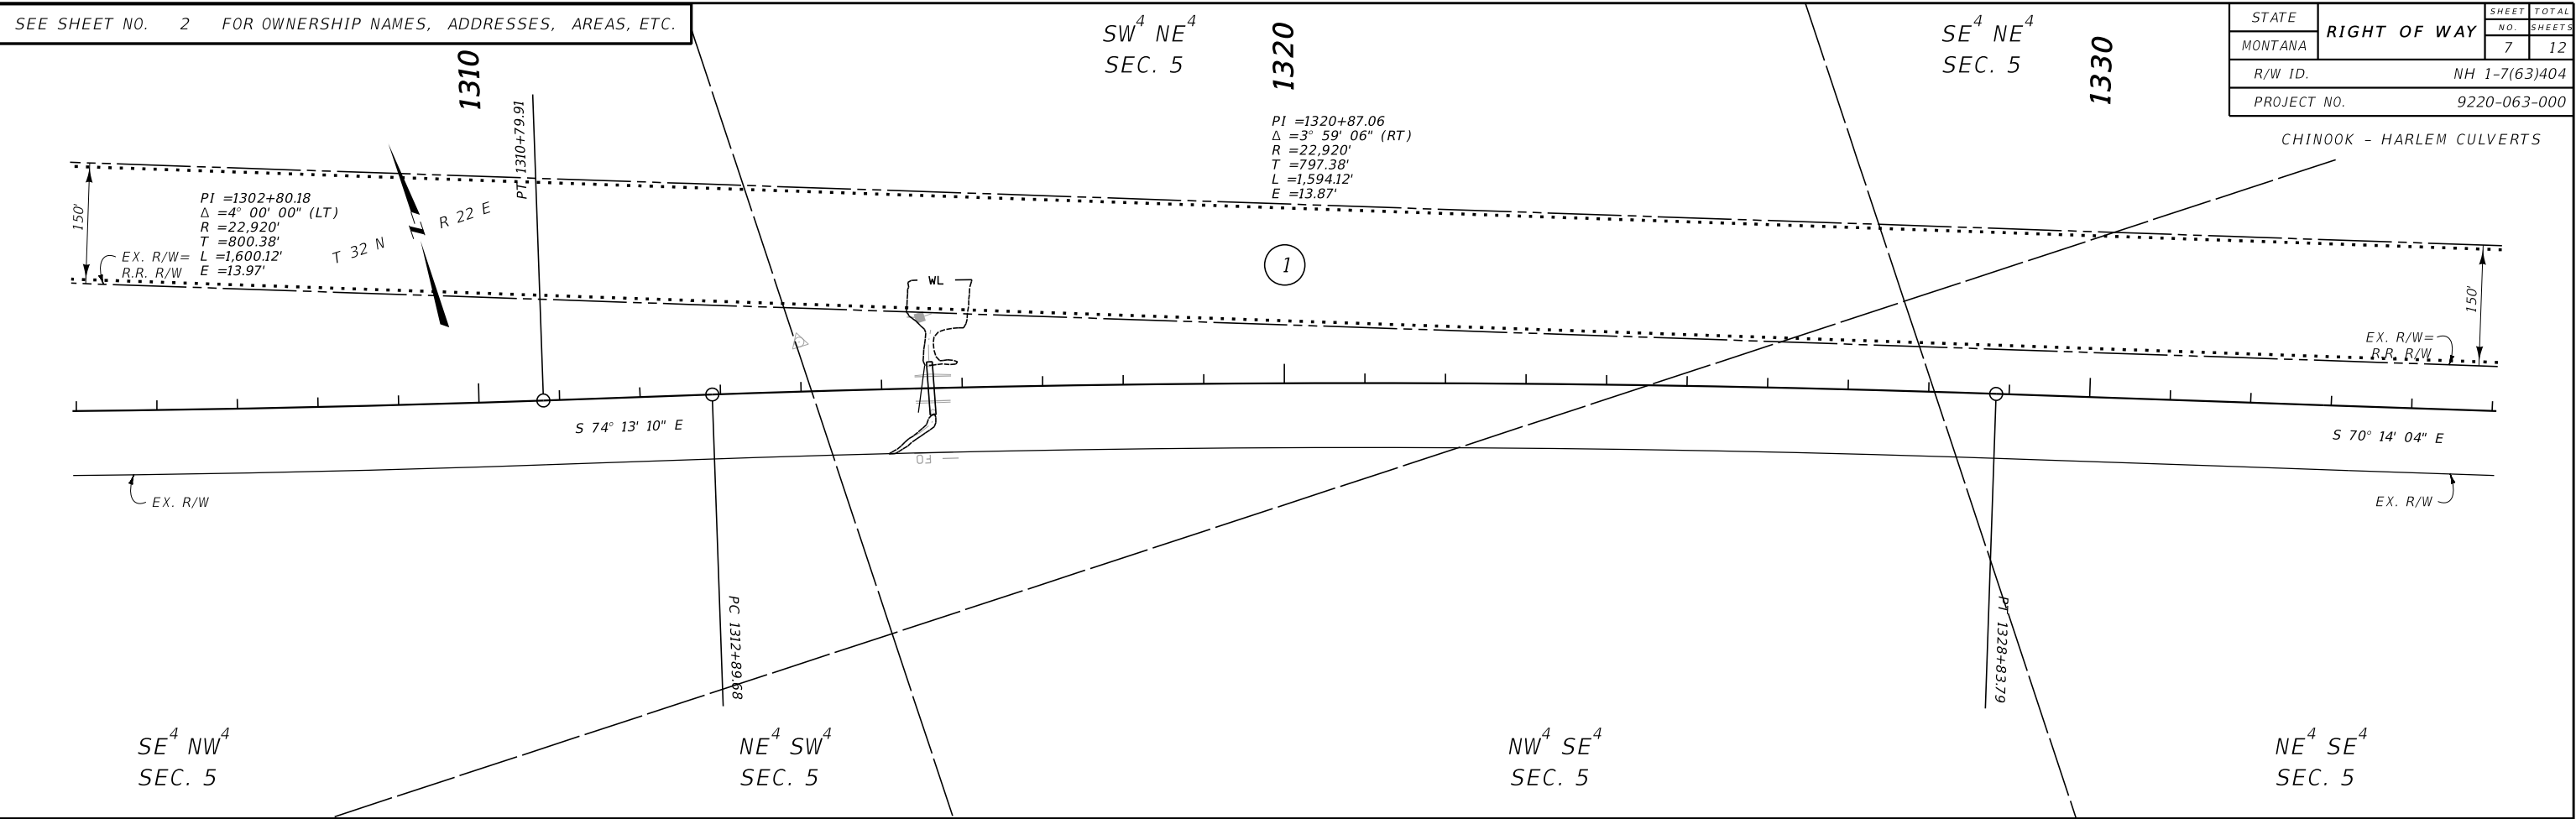 SEE SHEET NO. 2 FOR OWNERSHIP NAMES, ADDRESSES, AREAS, ETC.
STATE
MONTANA
RIGHT OF WAY
SHEET NO.
7
TOTAL SHEETS
12
R/W ID. NH 1-7(63)404
PROJECT NO. 9220-063-000
CHINOOK - HARLEM CULVERTS
SW4 NE4
SEC. 5
SE4 NE4
SEC. 5
1310
1320
1330
PT 1310+79.91
PI =1320+87.06
Δ =3° 59' 06" (RT)
R =22,920'
T =797.38'
L =1,594.12'
E =13.87'
150'
PI =1302+80.18
Δ =4° 00' 00" (LT)
R =22,920'
T =800.38'
L =1,600.12'
E =13.97'
EX. R/W=
R.R. R/W
T 32 N
R 22 E
1
WL
150'
EX. R/W=
R.R. R/W
S 74° 13' 10" E
S 70° 14' 04" E
FO
EX. R/W
EX. R/W
PC 1312+89.68
PT 1328+83.79
SE4 NW4
SEC. 5
NE4 SW4
SEC. 5
NW4 SE4
SEC. 5
NE4 SE4
SEC. 5